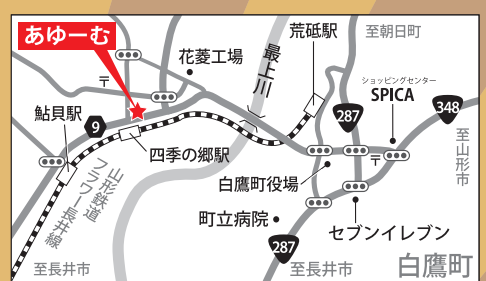 あゆーむ
花菱工場
最上川
荒砥駅
至朝日町
〒
ショッピングセンター
SPICA
348
287
鮎貝駅
9
四季の郷駅
至山形市
〒
白鷹町役場
山形鉄道
フラワー長井線
町立病院
セブンイレブン
287
至長井市
至長井市
白鷹町